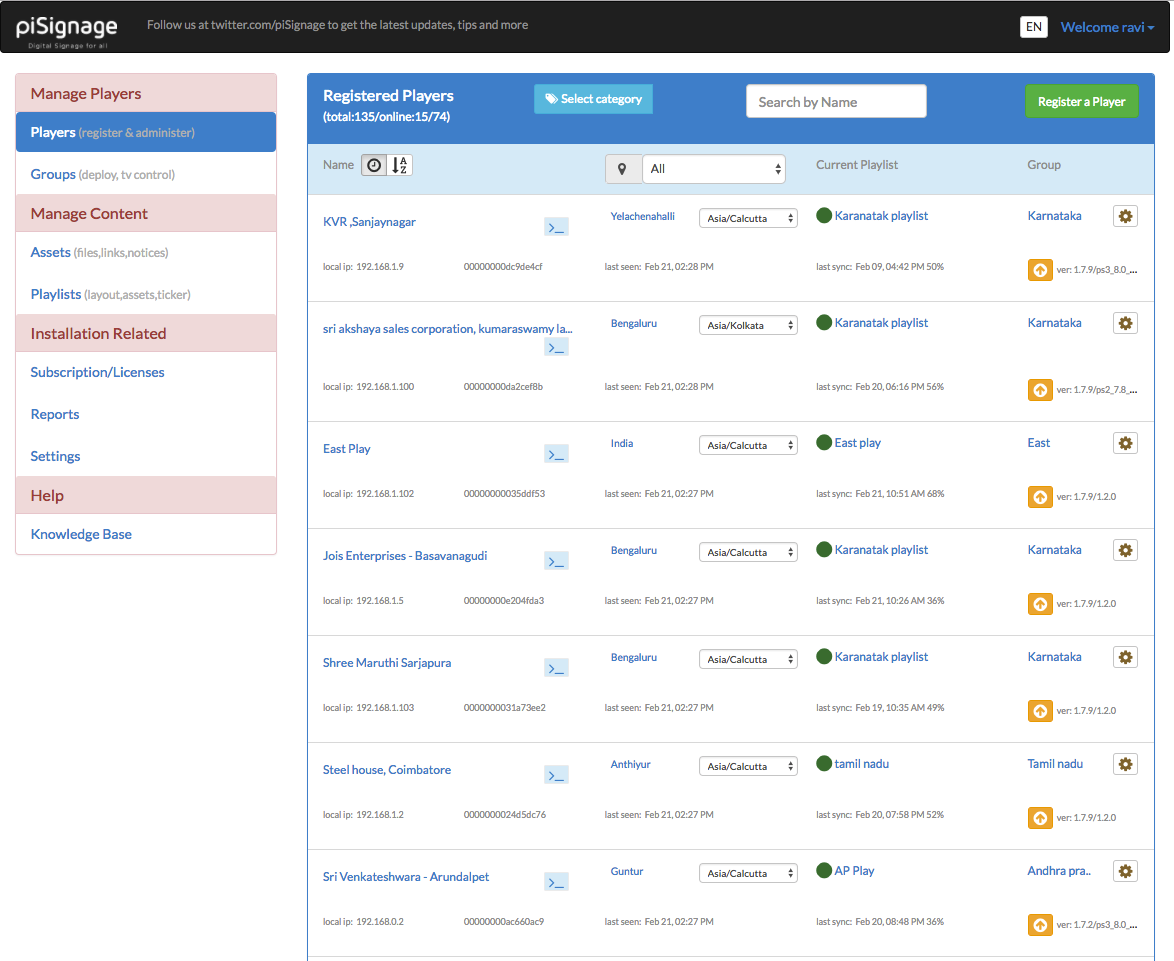 piSignage
Digital Signage for all
Follow us at twitter.com/piSignage to get the latest updates, tips and more
EN
Welcome ravi
Manage Players
Players (register & administer)
Groups (deploy, tv control)
Manage Content
Assets (files,links,notices)
Playlists (layout,assets,ticker)
Installation Related
Subscription/Licenses
Reports
Settings
Help
Knowledge Base
Registered Players
(total:135/online:15/74)
Select category
Search by Name
Register a Player
Name
A
Z
All
Current Playlist
Group
KVR ,Sanjaynagar
>_
Yelachenahalli
Asia/Calcutta
Karanatak playlist
Karnataka
local ip: 192.168.1.9
00000000dc9de4cf
last seen: Feb 21, 02:28 PM
last sync: Feb 09, 04:42 PM 50%
ver: 1.7.9/ps3_8.0_...
sri akshaya sales corporation, kumaraswamy la...
>_
Bengaluru
Asia/Kolkata
Karanatak playlist
Karnataka
local ip: 192.168.1.100
00000000da2cef8b
last seen: Feb 21, 02:28 PM
last sync: Feb 20, 06:16 PM 56%
ver: 1.7.9/ps2_7.8_...
East Play
>_
India
Asia/Calcutta
East play
East
local ip: 192.168.1.102
00000000035ddf53
last seen: Feb 21, 02:27 PM
last sync: Feb 21, 10:51 AM 68%
ver: 1.7.9/1.2.0
Jois Enterprises - Basavanagudi
>_
Bengaluru
Asia/Calcutta
Karanatak playlist
Karnataka
local ip: 192.168.1.5
00000000e204fda3
last seen: Feb 21, 02:27 PM
last sync: Feb 21, 10:26 AM 36%
ver: 1.7.9/1.2.0
Shree Maruthi Sarjapura
>_
Bengaluru
Asia/Calcutta
Karanatak playlist
Karnataka
local ip: 192.168.1.103
0000000031a73ee2
last seen: Feb 21, 02:27 PM
last sync: Feb 19, 10:35 AM 49%
ver: 1.7.9/1.2.0
Steel house, Coimbatore
>_
Anthiyur
Asia/Calcutta
tamil nadu
Tamil nadu
local ip: 192.168.1.2
0000000024d5dc76
last seen: Feb 21, 02:27 PM
last sync: Feb 20, 07:58 PM 52%
ver: 1.7.9/1.2.0
Sri Venkateshwara - Arundalpet
>_
Guntur
Asia/Calcutta
AP Play
Andhra pra..
local ip: 192.168.0.2
00000000ac660ac9
last seen: Feb 21, 02:27 PM
last sync: Feb 20, 08:48 PM 36%
ver: 1.7.2/ps3_8.0_...